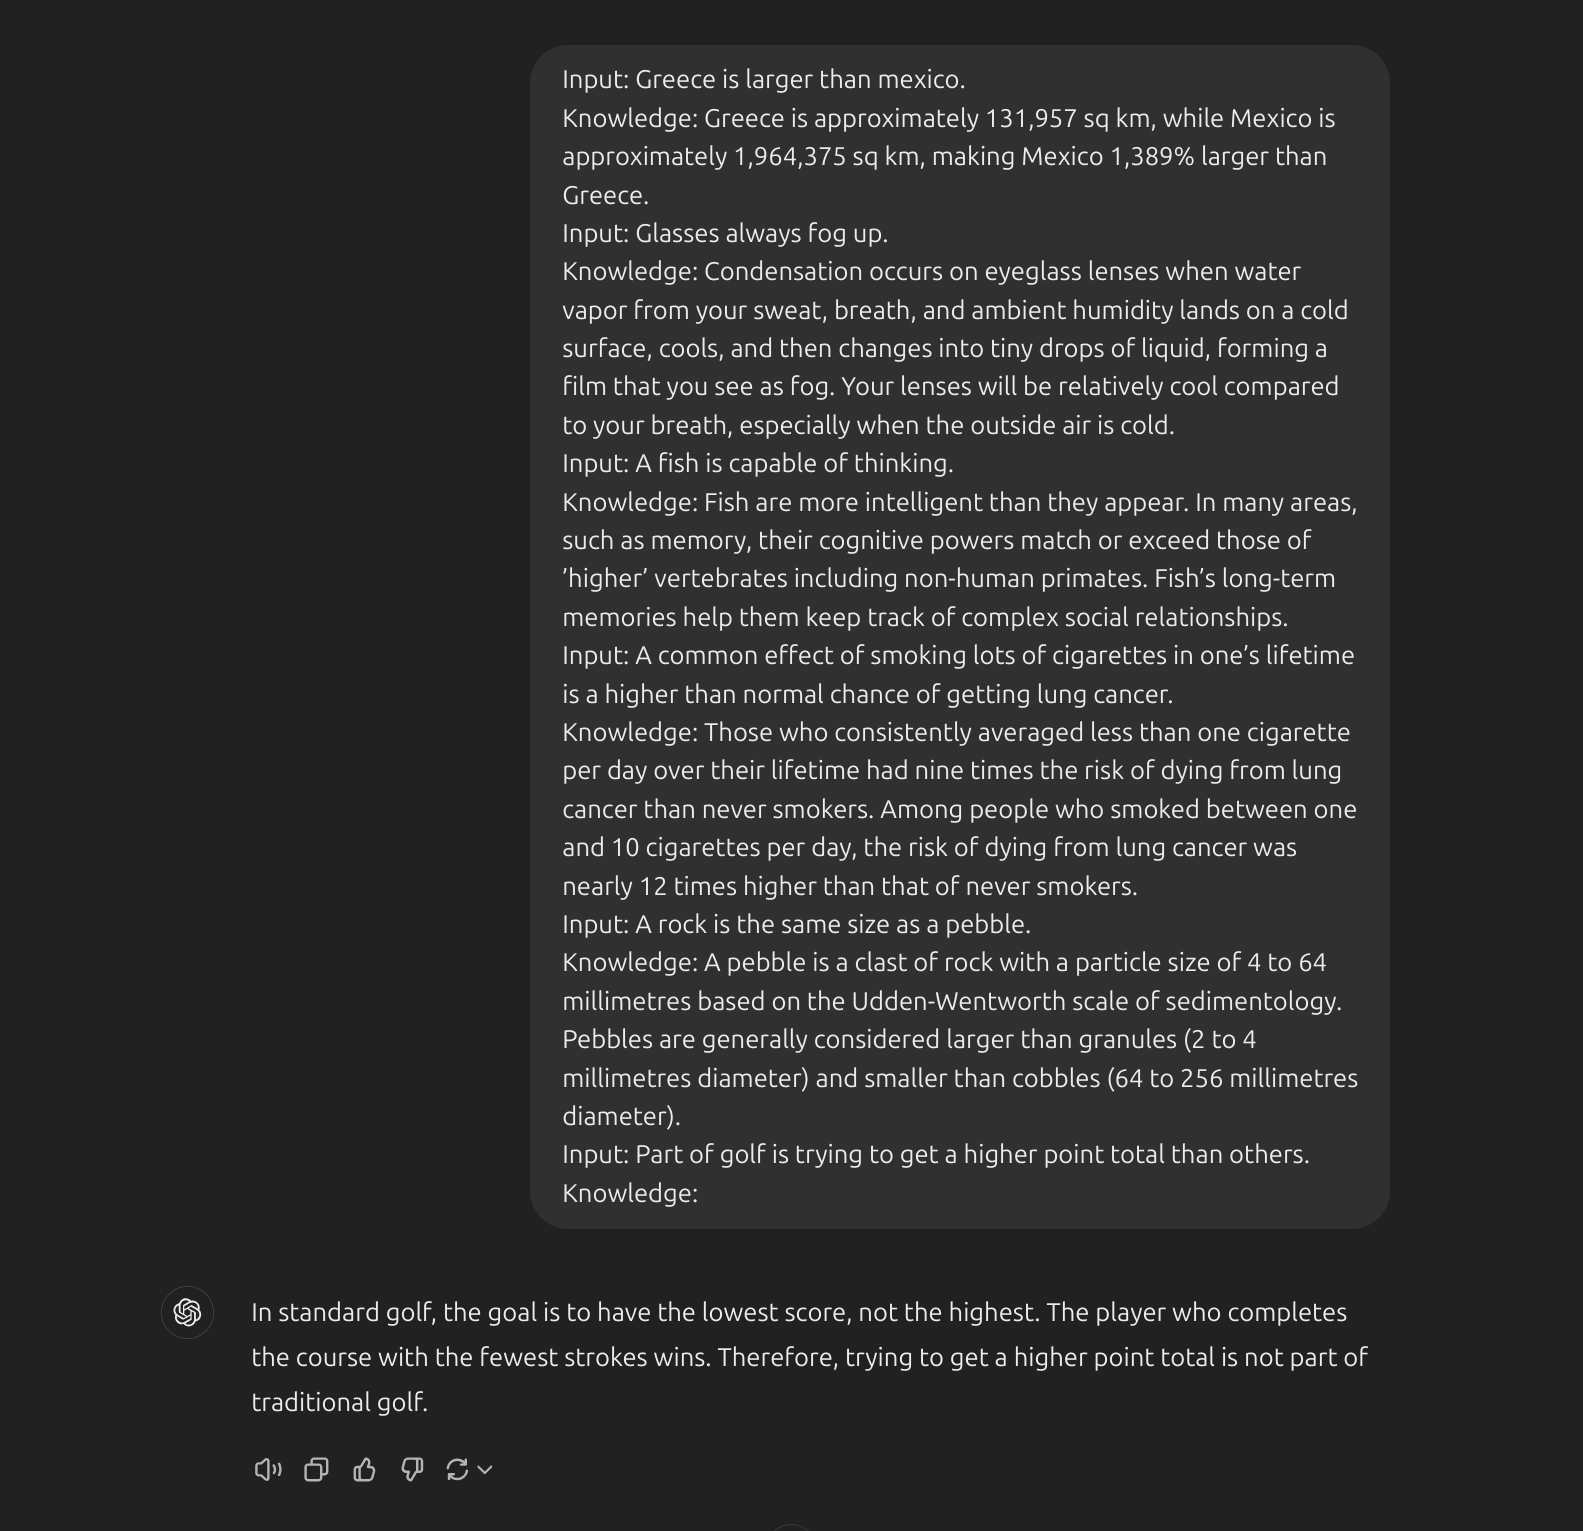 Input: Greece is larger than mexico.
Knowledge: Greece is approximately 131,957 sq km, while Mexico is
approximately 1,964,375 sq km, making Mexico 1,389% larger than
Greece.
Input: Glasses always fog up.
Knowledge: Condensation occurs on eyeglass lenses when water
vapor from your sweat, breath, and ambient humidity lands on a cold
surface, cools, and then changes into tiny drops of liquid, forming a
film that you see as fog. Your lenses will be relatively cool compared
to your breath, especially when the outside air is cold.
Input: A fish is capable of thinking.
Knowledge: Fish are more intelligent than they appear. In many areas,
such as memory, their cognitive powers match or exceed those of
’higher’ vertebrates including non-human primates. Fish’s long-term
memories help them keep track of complex social relationships.
Input: A common effect of smoking lots of cigarettes in one’s lifetime
is a higher than normal chance of getting lung cancer.
Knowledge: Those who consistently averaged less than one cigarette
per day over their lifetime had nine times the risk of dying from lung
cancer than never smokers. Among people who smoked between one
and 10 cigarettes per day, the risk of dying from lung cancer was
nearly 12 times higher than that of never smokers.
Input: A rock is the same size as a pebble.
Knowledge: A pebble is a clast of rock with a particle size of 4 to 64
millimetres based on the Udden-Wentworth scale of sedimentology.
Pebbles are generally considered larger than granules (2 to 4
millimetres diameter) and smaller than cobbles (64 to 256 millimetres
diameter).
Input: Part of golf is trying to get a higher point total than others.
Knowledge:
In standard golf, the goal is to have the lowest score, not the highest. The player who completes
the course with the fewest strokes wins. Therefore, trying to get a higher point total is not part of
traditional golf.